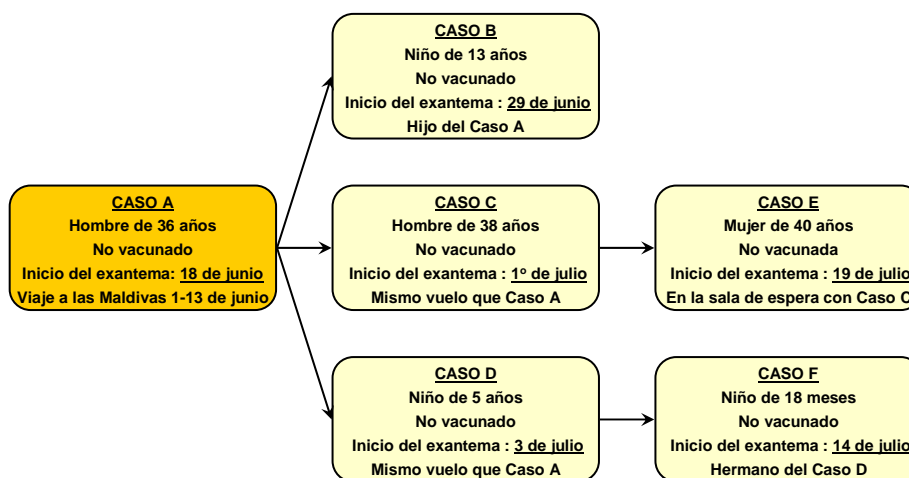 CASO A
Hombre de 36 años
No vacunado
Inicio del exantema: 18 de junio
Viaje a las Maldivas 1-13 de junio
CASO B
Niño de 13 años
No vacunado
Inicio del exantema : 29 de junio
Hijo del Caso A
CASO C
Hombre de 38 años
No vacunado
Inicio del exantema : 1º de julio
Mismo vuelo que Caso A
CASO D
Niño de 5 años
No vacunado
Inicio del exantema : 3 de julio
Mismo vuelo que Caso A
CASO E
Mujer de 40 años
No vacunada
Inicio del exantema : 19 de julio
En la sala de espera con Caso C
CASO F
Niño de 18 meses
No vacunado
Inicio del exantema : 14 de julio
Hermano del Caso D